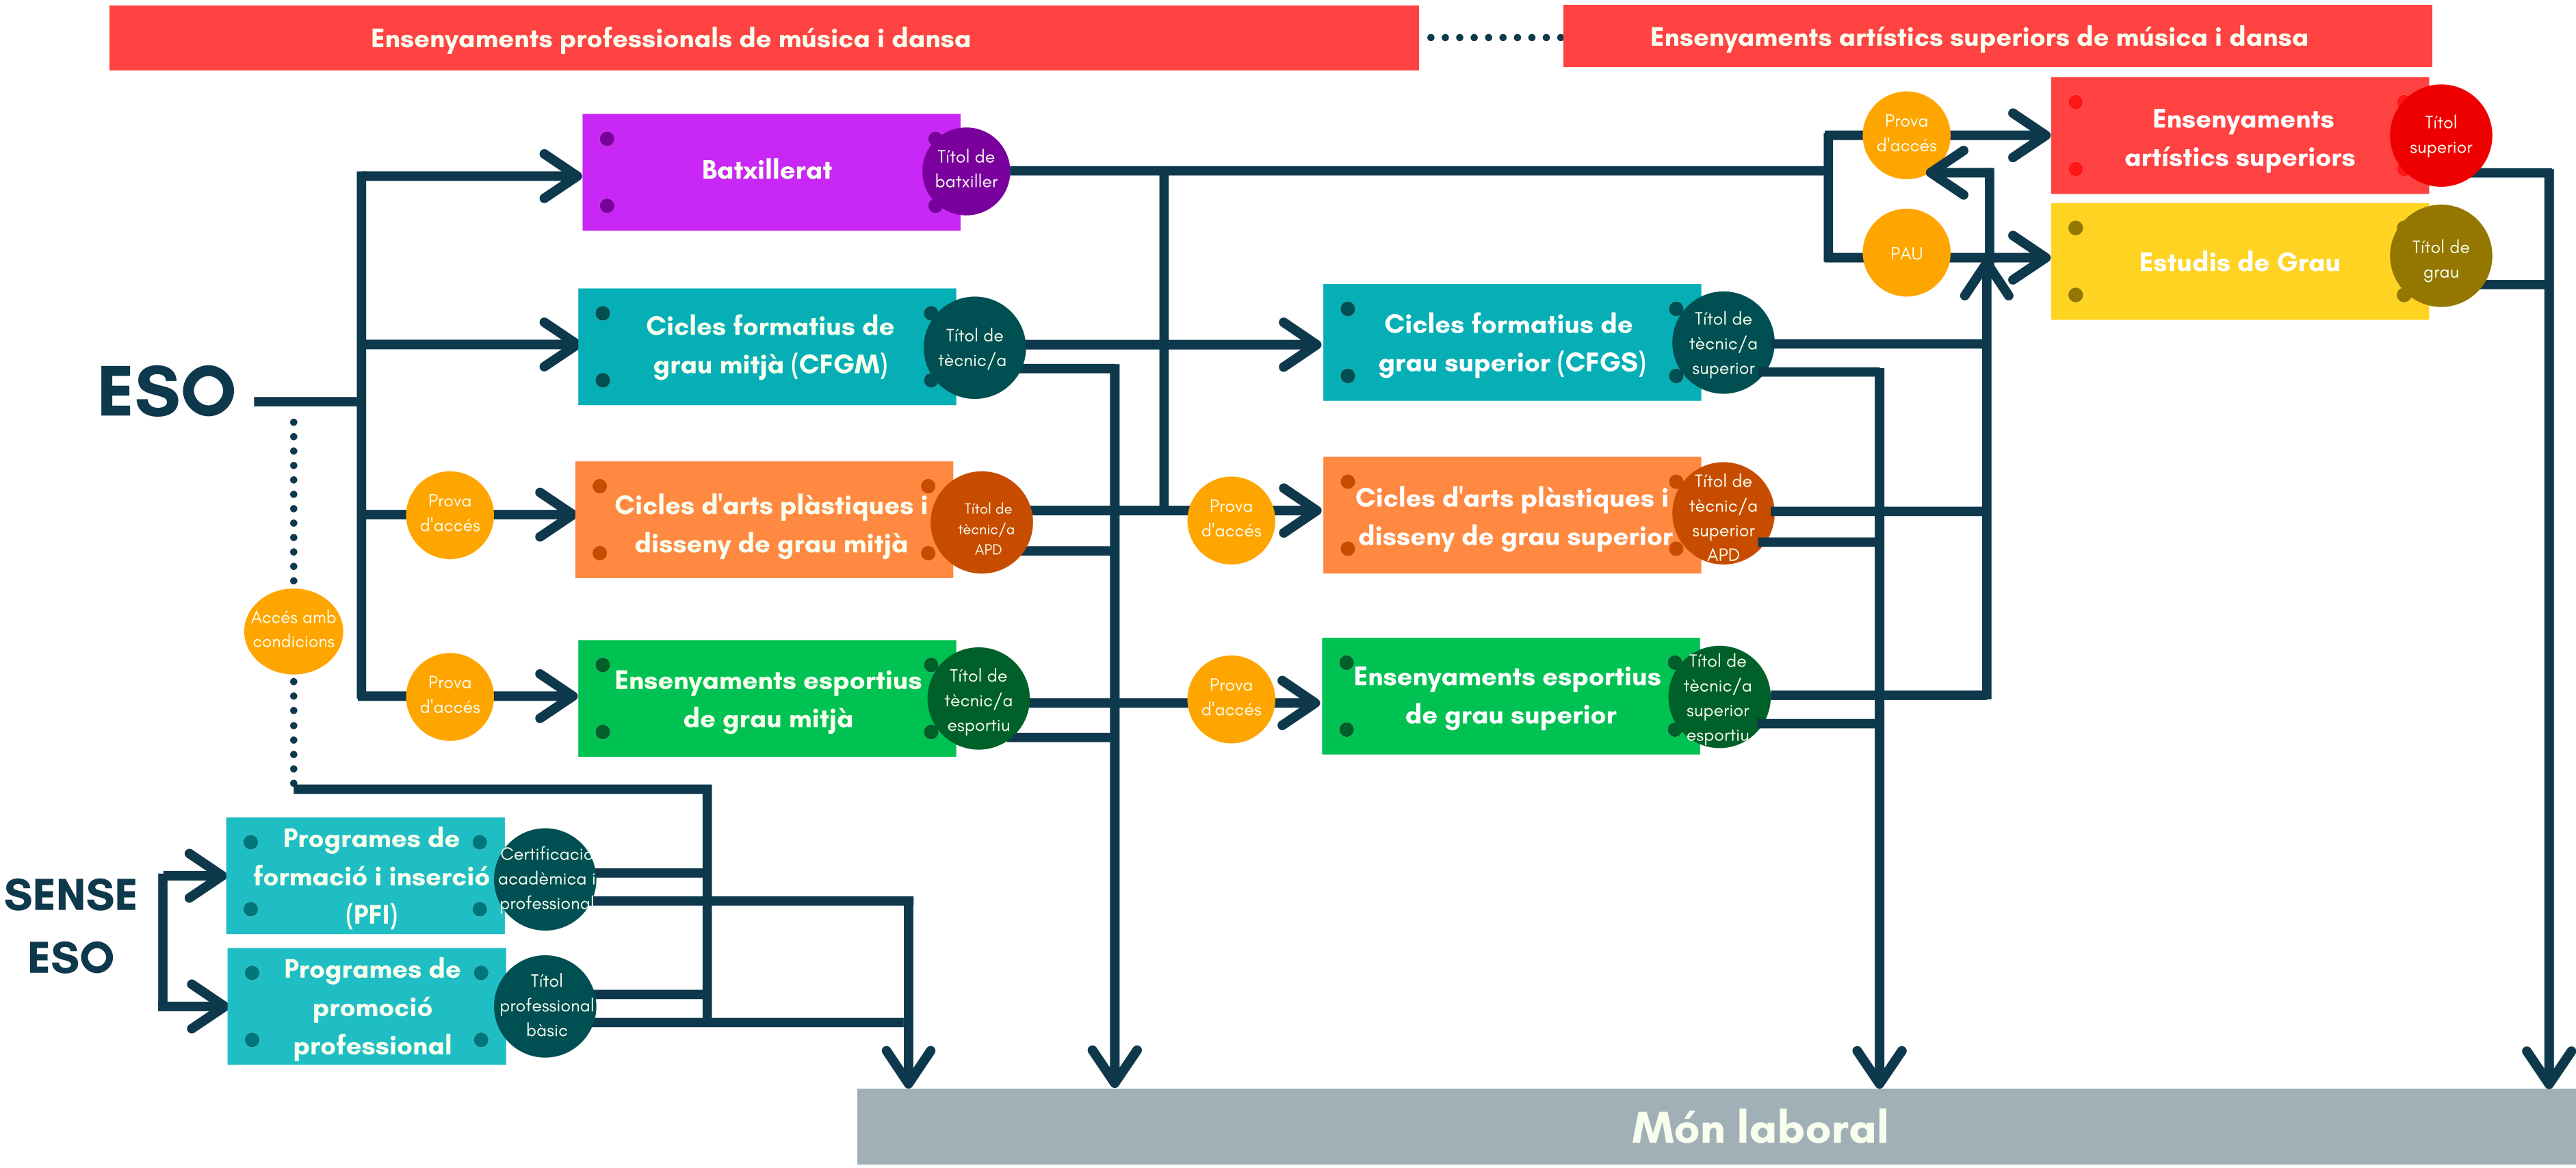 Ensenyaments professionals de música i dansa
Ensenyaments artístics superiors de música i dansa
Batxillerat
Títol de
batxiller
Prova
d'accés
Ensenyaments
artístics superiors
Títol
superior
PAU
Estudis de Grau
Títol de
grau
ESO
Cicles formatius de
grau mitjà (CFGM)
Títol de
tècnic/a
Cicles formatius de
grau superior (CFGS)
Títol de
tècnic/a
superior
Prova
d'accés
Cicles d'arts plàstiques i
disseny de grau mitjà
Títol de
tècnic/a
APD
Prova
d'accés
Cicles d'arts plàstiques i
disseny de grau superior
Títol de
tècnic/a
superior
APD
Accés amb
condicions
Prova
d'accés
Ensenyaments esportius
de grau mitjà
Títol de
tècnic/a
esportiu
Prova
d'accés
Ensenyaments esportius
de grau superior
Títol de
tècnic/a
superior
esportiu
SENSE
ESO
Programes de
formació i inserció
(PFI)
Certificació
acadèmica i
professional
Programes de
promoció
professional
Títol
professional
bàsic
Món laboral